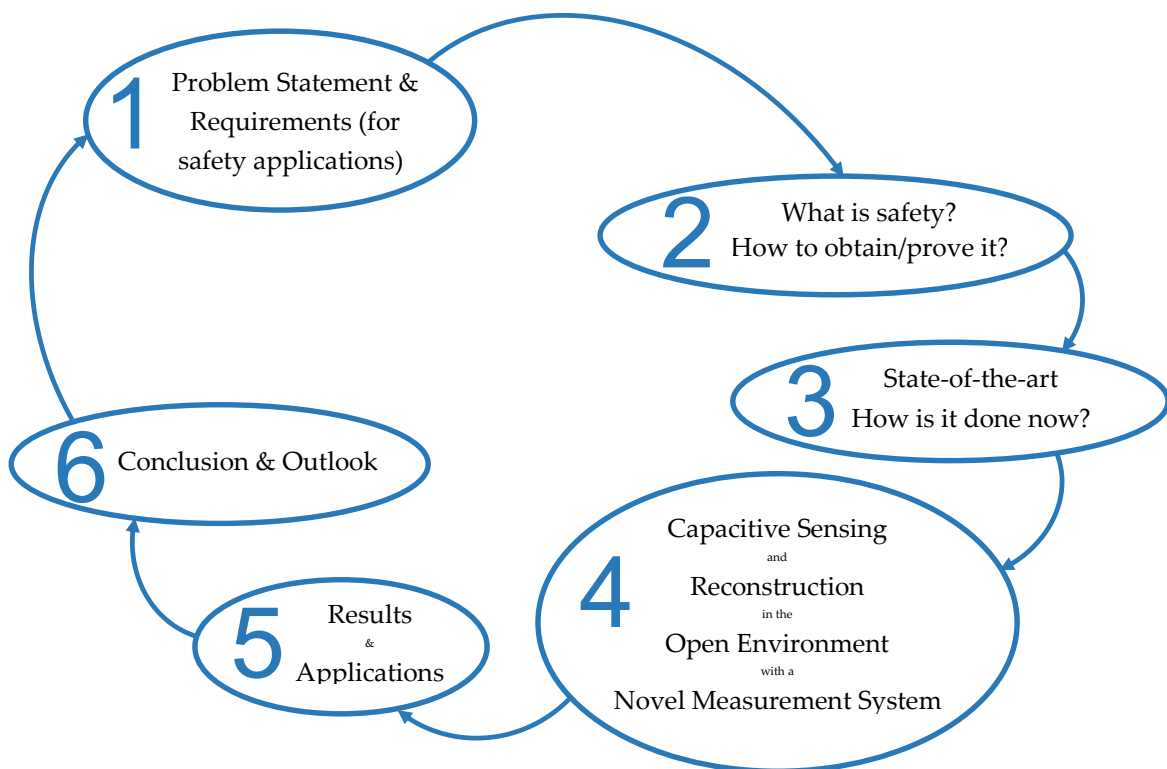 1
Problem Statement &
Requirements (for
safety applications)
2
What is safety?
How to obtain/prove it?
3
State-of-the-art
How is it done now?
4
Capacitive Sensing
and
Reconstruction
in the
Open Environment
with a
Novel Measurement System
5
Results
&
Applications
6
Conclusion & Outlook